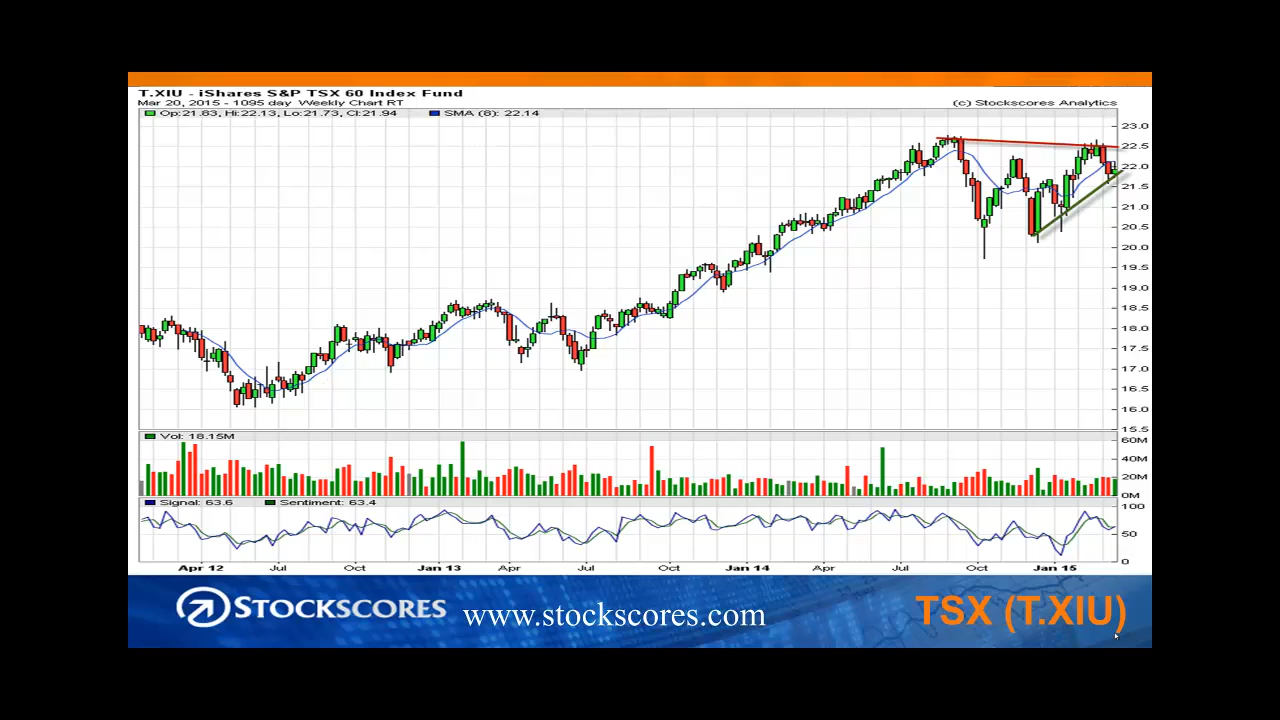 T.XIU - iShares S&P TSX 60 Index Fund
Mar 20, 2015 - 1095 day Weekly Chart RT
(c) Stockscores Analytics
Op:21.83, Hi:22.13, Lo:21.73, Cl:21.94 SMA (8): 22.14
23.0
22.5
22.0
21.5
21.0
20.5
20.0
19.5
19.0
18.5
18.0
17.5
17.0
16.5
16.0
15.5
Vol: 18.15M
60M
40M
20M
0M
Signal: 63.6 Sentiment: 63.4
100
50
0
Apr 12 Jul Oct Jan 13 Apr Jul Oct Jan 14 Apr Jul Oct Jan 15
STOCKSCORES www.stockscores.com TSX (T.XIU)